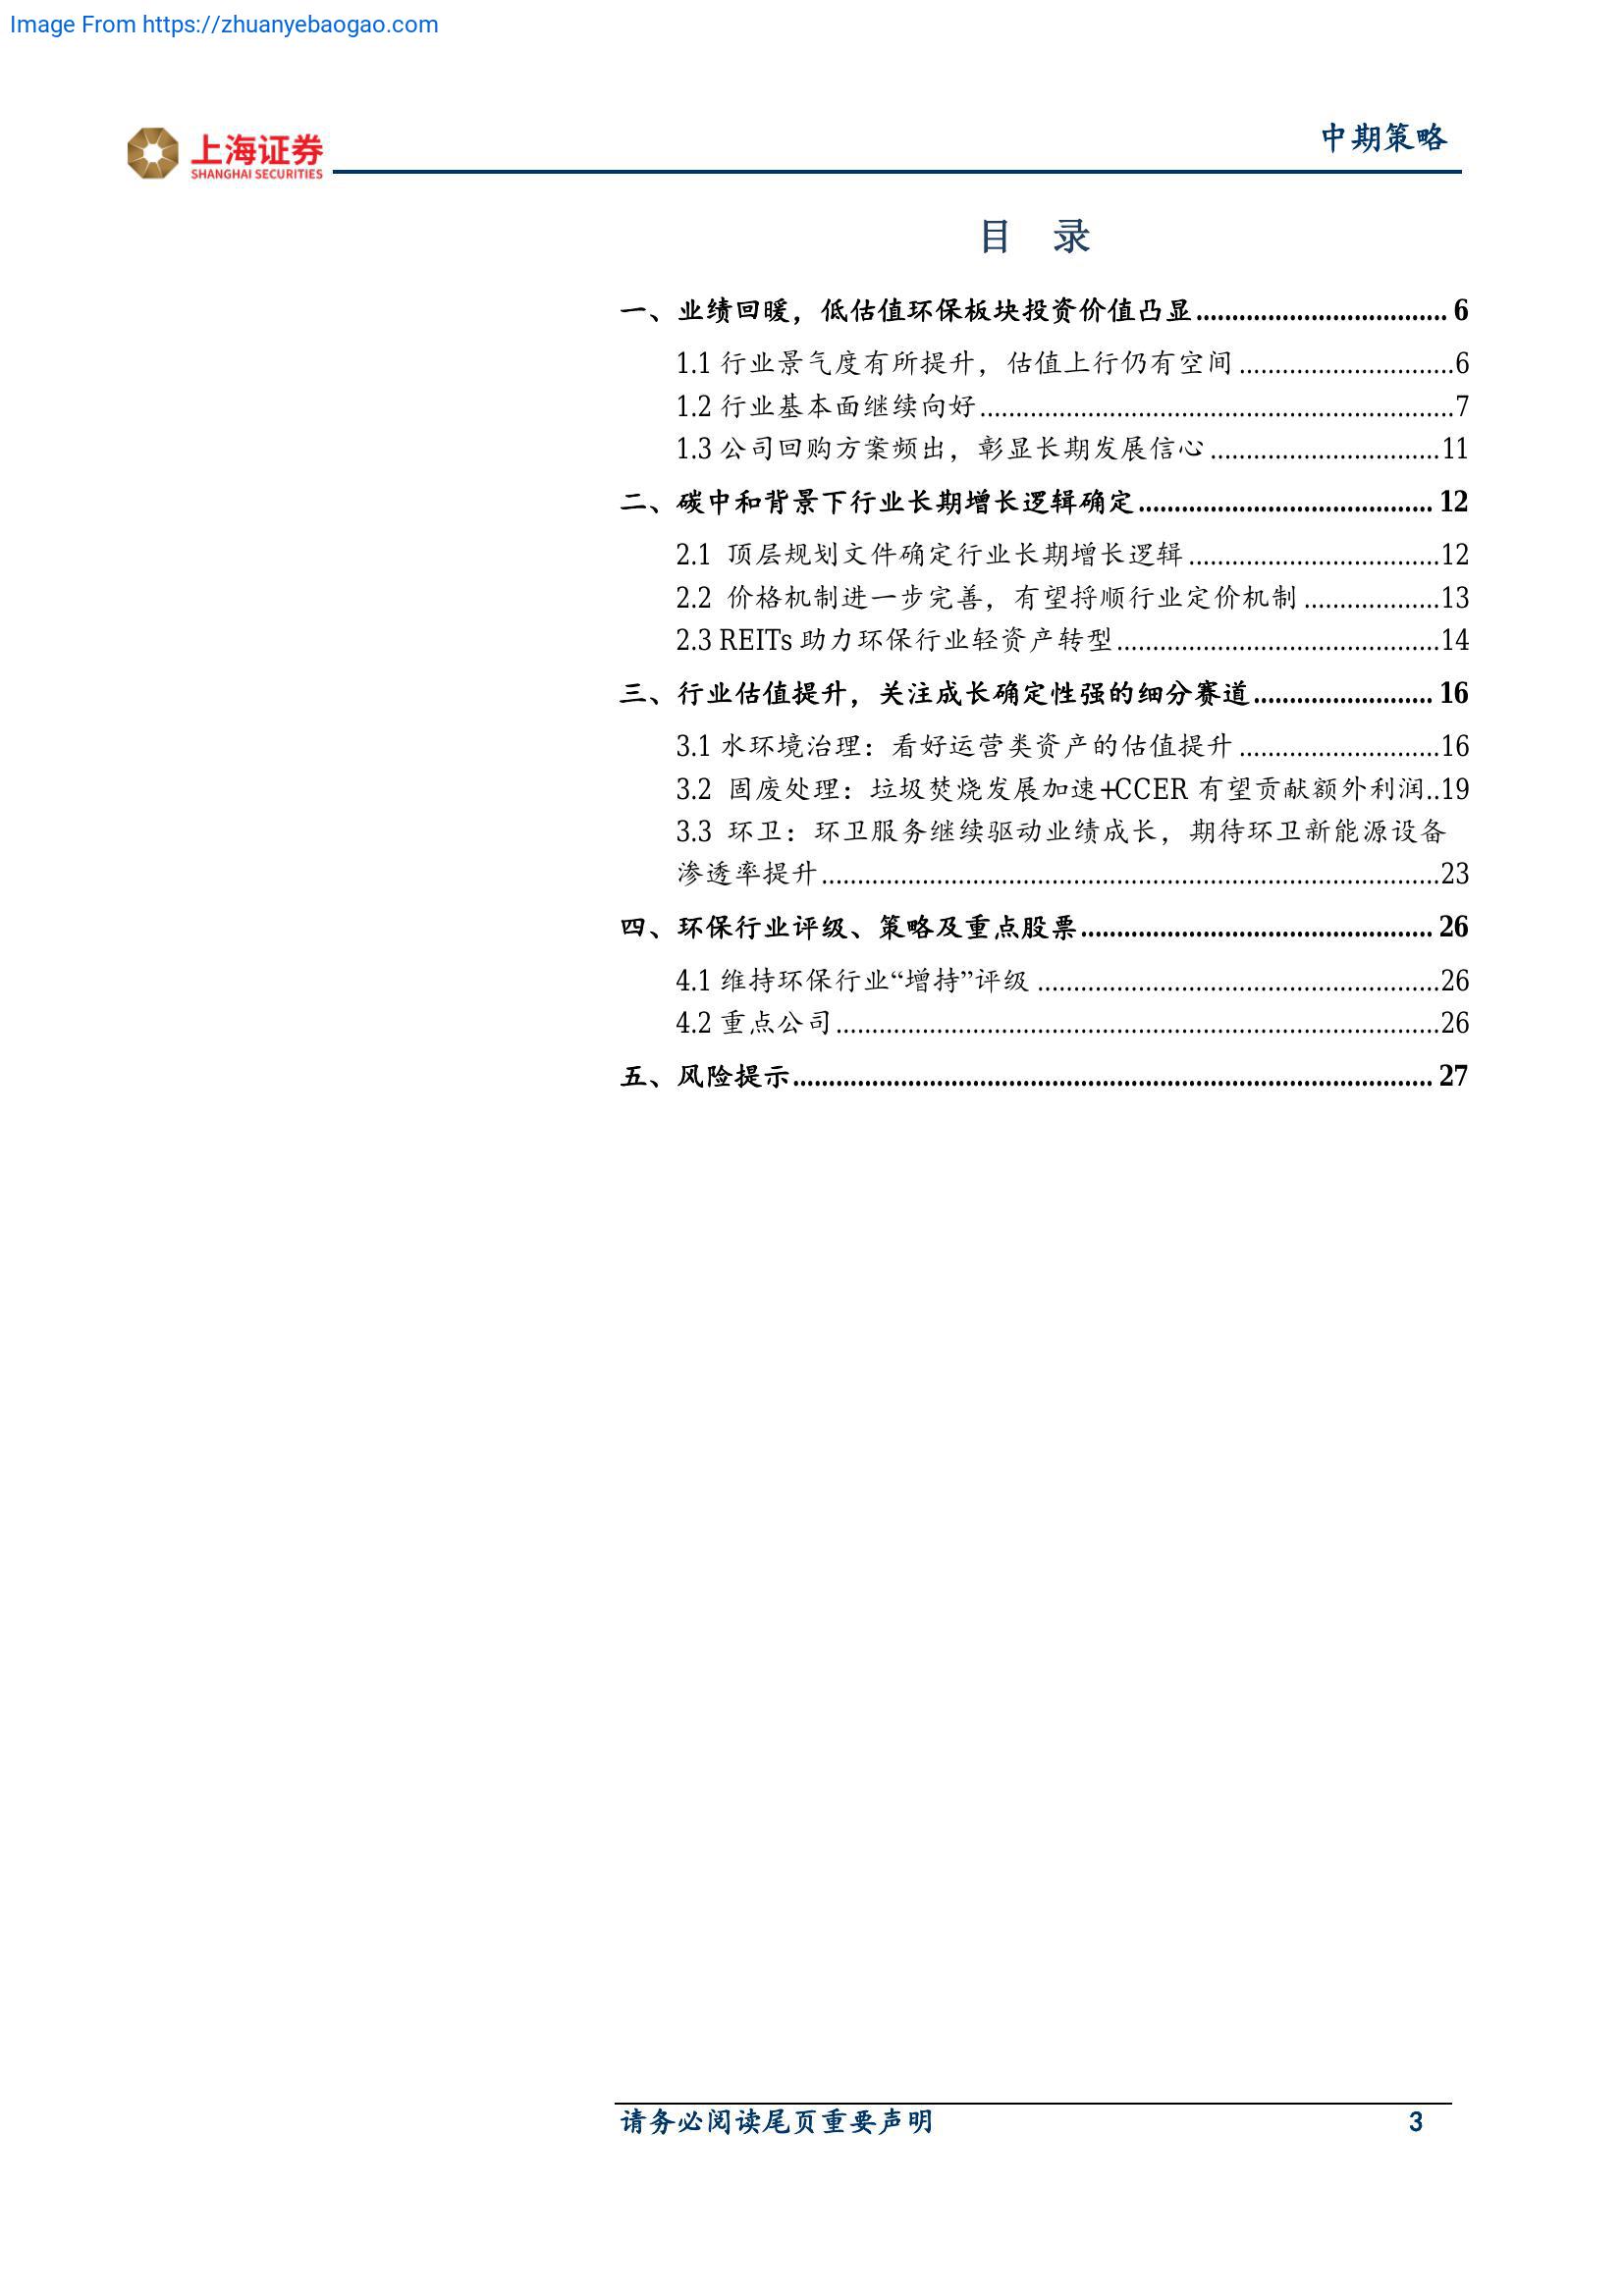 Image From https://zhuanyebaogao.com
上海证券
SHANGHAI SECURITIES
中期策略
目 录
一、业绩回暖，低估值环保板块投资价值凸显................................... 6
1.1 行业景气度有所提升，估值上行仍有空间..............................6
1.2 行业基本面继续向好..................................................................7
1.3 公司回购方案频出，彰显长期发展信心................................11
二、碳中和背景下行业长期增长逻辑确定......................................... 12
2.1 顶层规划文件确定行业长期增长逻辑...................................12
2.2 价格机制进一步完善，有望捋顺行业定价机制...................13
2.3 REITs 助力环保行业轻资产转型.............................................14
三、行业估值提升，关注成长确定性强的细分赛道......................... 16
3.1 水环境治理：看好运营类资产的估值提升............................16
3.2 固废处理：垃圾焚烧发展加速+CCER 有望贡献额外利润..19
3.3 环卫：环卫服务继续驱动业绩成长，期待环卫新能源设备
渗透率提升......................................................................................23
四、环保行业评级、策略及重点股票................................................. 26
4.1 维持环保行业“增持”评级........................................................26
4.2 重点公司....................................................................................26
五、风险提示......................................................................................... 27
请务必阅读尾页重要声明 3